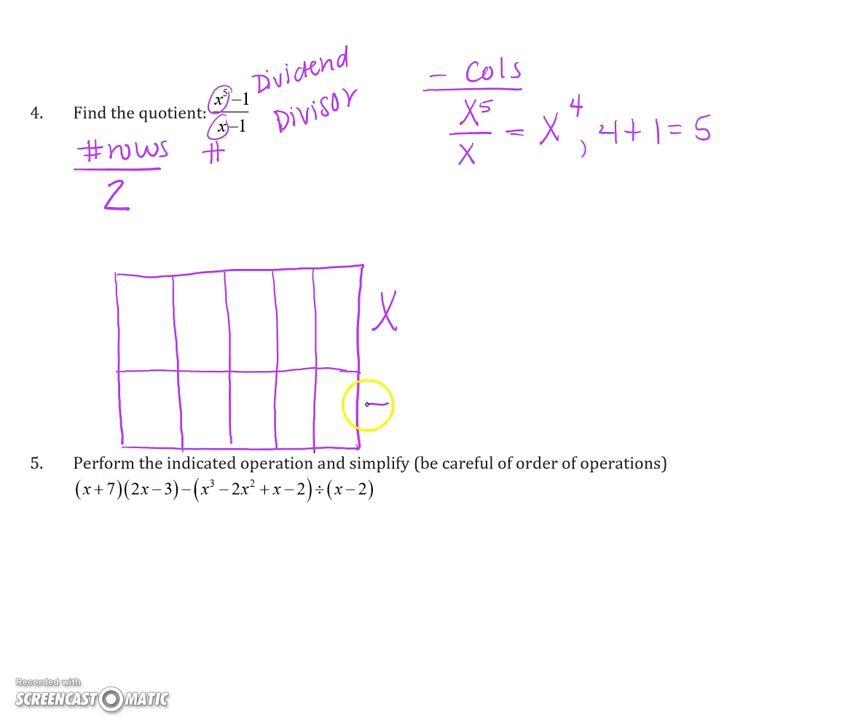 4. Find the quotient: x⁵−1 / x−1
Dividend
Divisor
# rows #
2
– Cols
X⁵ / X = X⁴, 4+1=5
X
–
5. Perform the indicated operation and simplify (be careful of order of operations)
(x+7)(2x−3)−(x³−2x²+x−2)÷(x−2)
Recorded with
SCREENCAST O MATIC